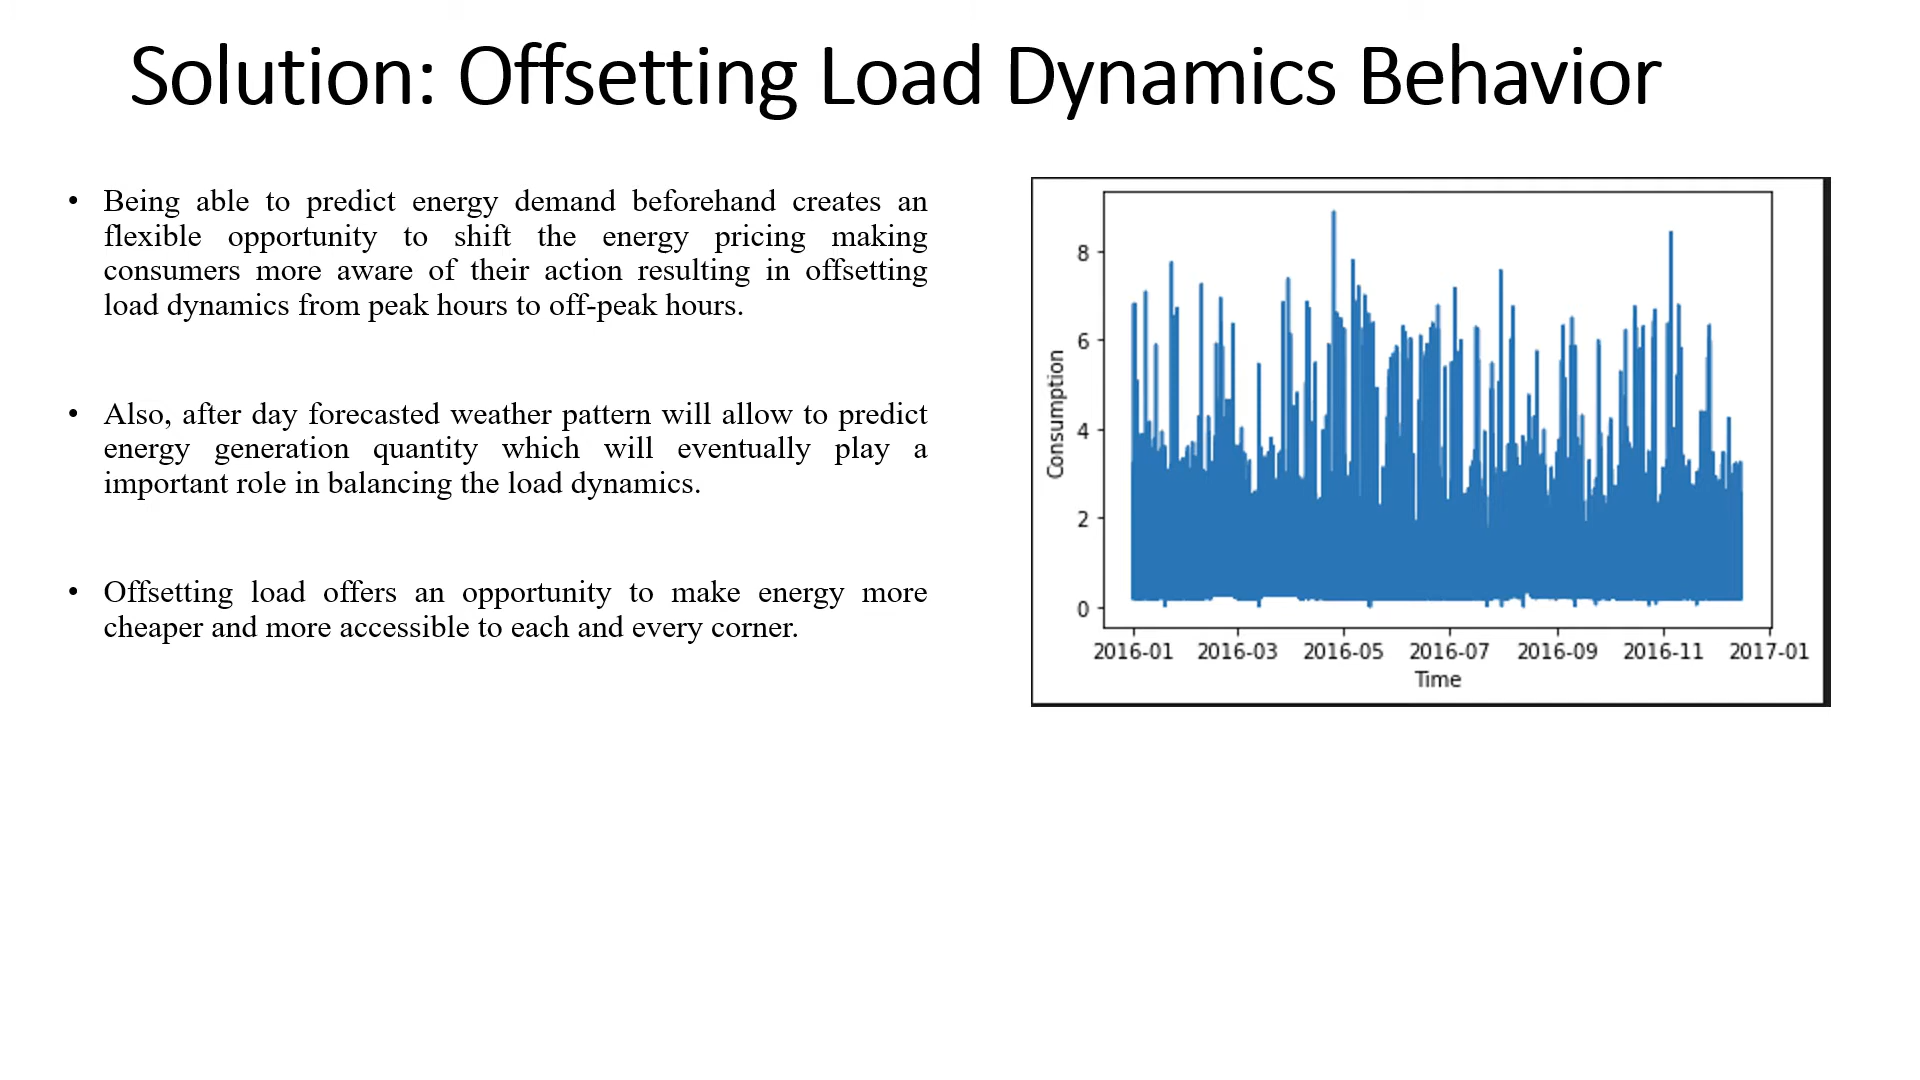 Solution: Offsetting Load Dynamics Behavior
• Being able to predict energy demand beforehand creates an
flexible opportunity to shift the energy pricing making
consumers more aware of their action resulting in offsetting
load dynamics from peak hours to off-peak hours.
• Also, after day forecasted weather pattern will allow to predict
energy generation quantity which will eventually play a
important role in balancing the load dynamics.
• Offsetting load offers an opportunity to make energy more
cheaper and more accessible to each and every corner.
Consumption
8
6
4
2
0
2016-01 2016-03 2016-05 2016-07 2016-09 2016-11 2017-01
Time